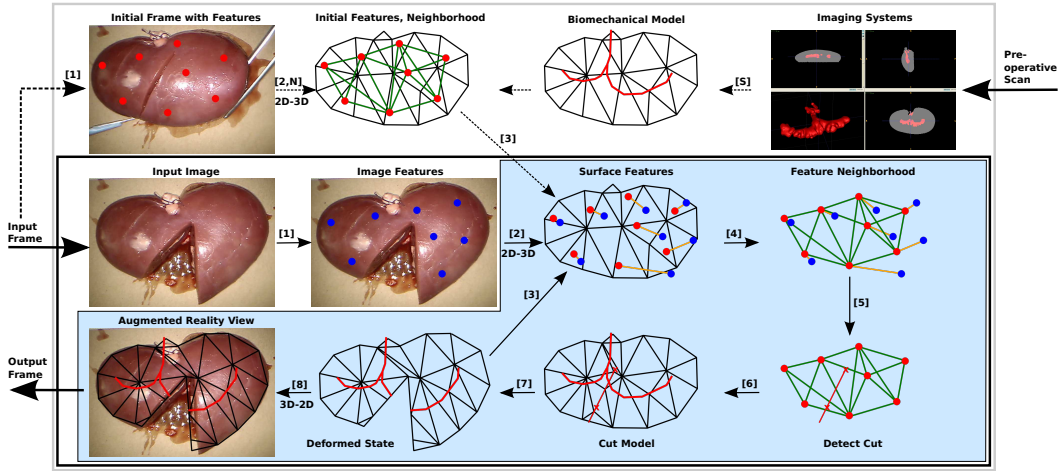 Initial Frame with Features
Initial Features, Neighborhood
Biomechanical Model
Imaging Systems
[1]
[2,N]
2D-3D
[S]
Pre-
operative
Scan
[3]
Input Image
Image Features
Surface Features
Feature Neighborhood
Input
Frame
[1]
[2]
2D-3D
[4]
[3]
[5]
Augmented Reality View
Output
Frame
[8]
3D-2D
[7]
[6]
Deformed State
Cut Model
Detect Cut